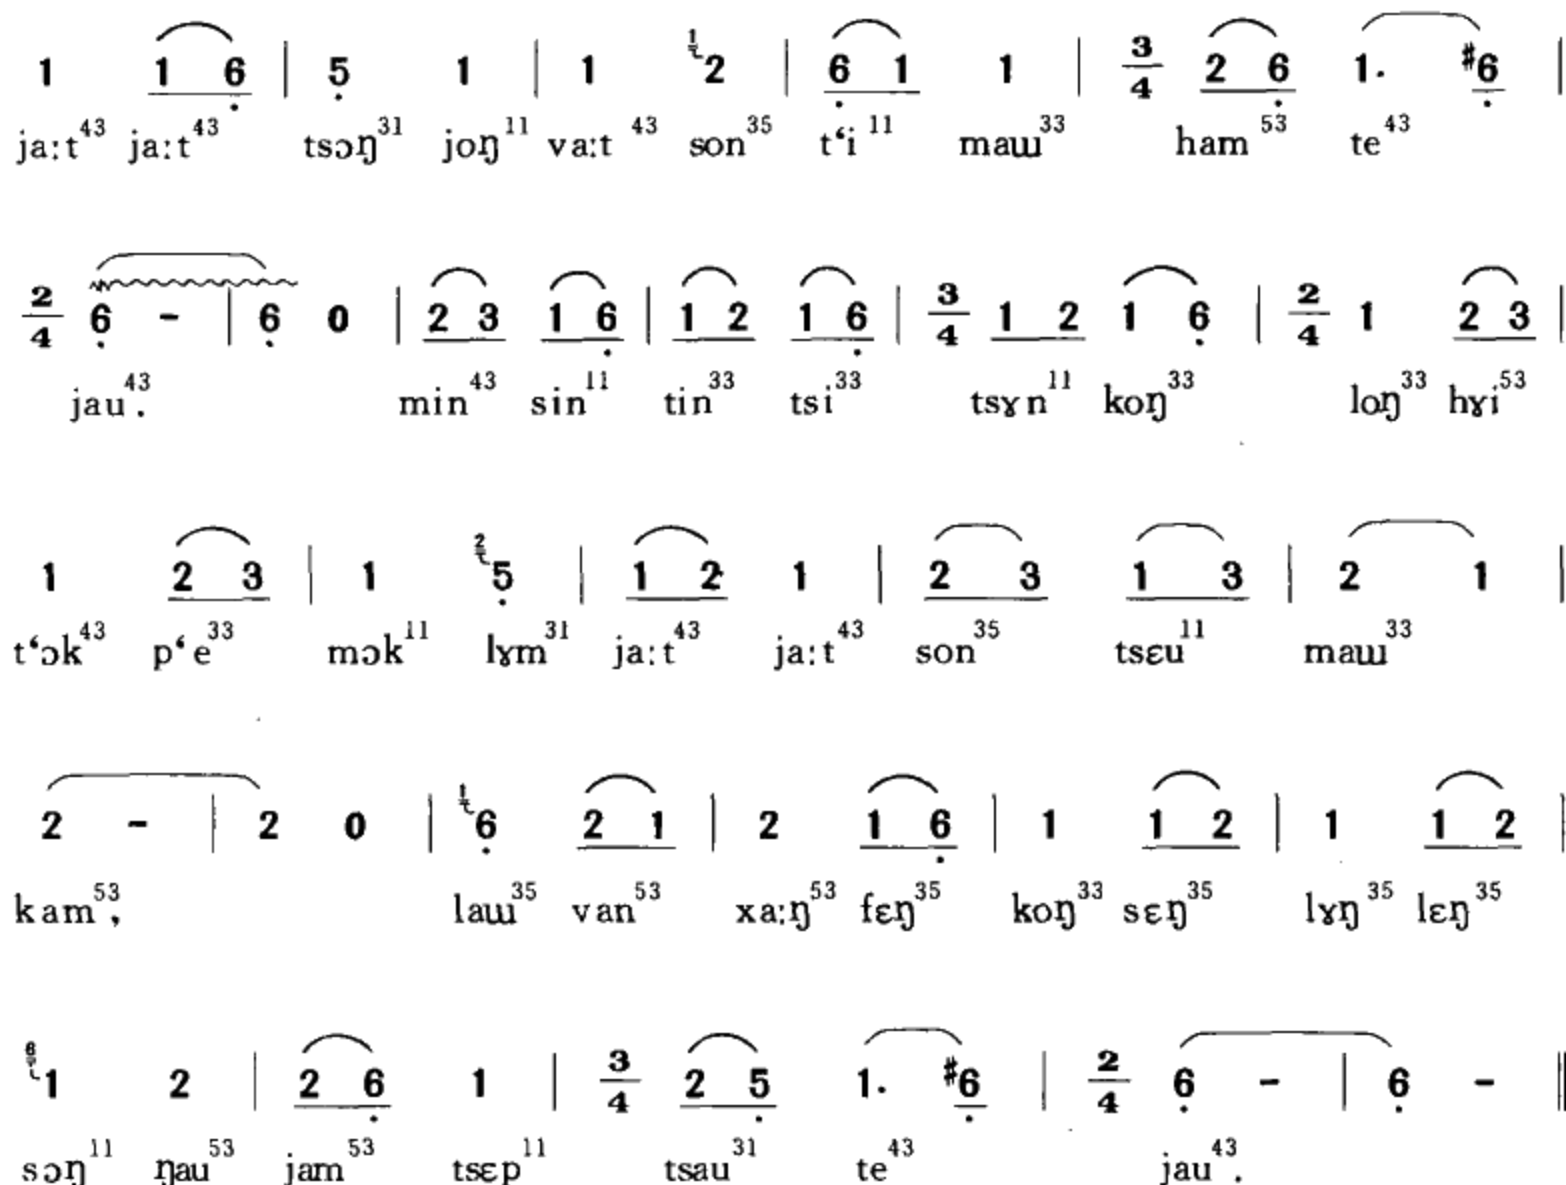 1 1 6̣ | 5̣ 1 | 1 ¹2 | 6̣ 1 1 | 3/4 2 6̣ 1. #6̣ |
ja:t⁴³ ja:t⁴³ tsɔŋ³¹ joŋ¹¹ va:t⁴³ son³⁵ t‘i¹¹ maɯ³³ ham⁵³ te⁴³
2/4 6̣ - | 6̣ 0 | 2 3 1 6̣ | 1 2 1 6̣ | 3/4 1 2 1 6̣ | 2/4 1 2 3 |
jau⁴³. min⁴³ sin¹¹ tin³³ tsi³³ tsɤn¹¹ koŋ³³ loŋ³³ hɤi⁵³
1 2 3 | 1 ²5̣ | 1 2 1 | 2 3 1 3 | 2 1 |
t‘ɔk⁴³ p‘e³³ mɔk¹¹ lɤm³¹ ja:t⁴³ ja:t⁴³ son³⁵ tsɛu¹¹ maɯ³³
2 - | 2 0 | ¹6̣ 2 1 | 2 1 6̣ | 1 1 2 | 1 1 2 |
kam⁵³, laɯ³⁵ van⁵³ xa:ŋ⁵³ fɛŋ³⁵ koŋ³³ sɛŋ³⁵ lɤŋ³⁵ lɛŋ³⁵
⁶1 2 | 2 6̣ 1 | 3/4 2 5̣ 1. #6̣ | 2/4 6̣ - | 6̣ - ‖
sɔŋ¹¹ ŋau⁵³ jam⁵³ tsɛp¹¹ tsau³¹ te⁴³ jau⁴³.